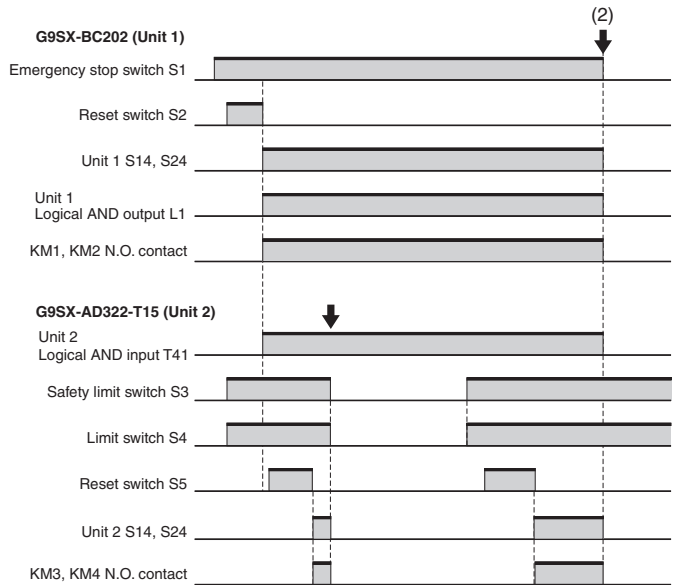 (2)
G9SX-BC202 (Unit 1)
Emergency stop switch S1
Reset switch S2
Unit 1 S14, S24
Unit 1
Logical AND output L1
KM1, KM2 N.O. contact
G9SX-AD322-T15 (Unit 2)
Unit 2
Logical AND input T41
Safety limit switch S3
Limit switch S4
Reset switch S5
Unit 2 S14, S24
KM3, KM4 N.O. contact